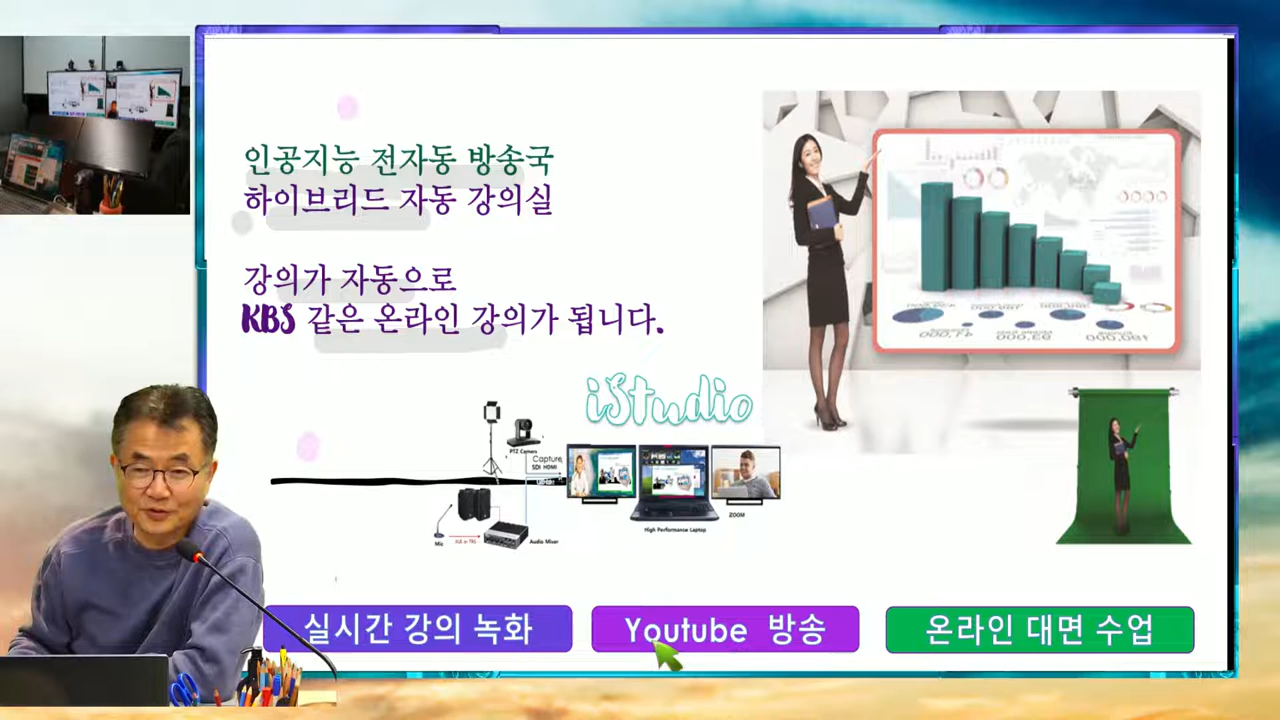 인공지능 전자동 방송국
하이브리드 자동 강의실
강의가 자동으로
KBS 같은 온라인 강의가 됩니다.
iStudio
PTZ Camera
Capture
SDI HDMI
Mic
XLR or TRS
Audio Mixer
High Performance Laptop
ZOOM
실시간 강의 녹화
Youtube 방송
온라인 대면 수업